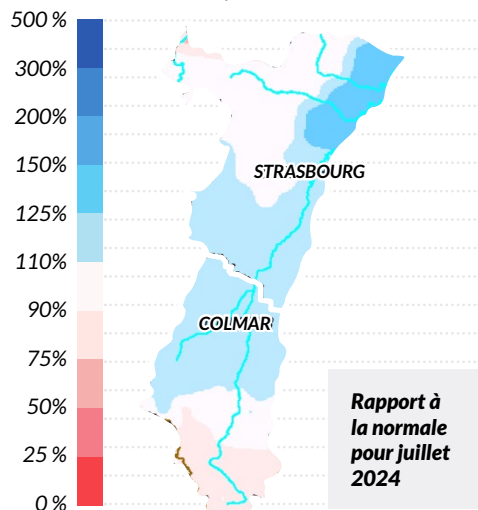 500 %
300%
200%
150%
125%
110%
90%
75%
50%
25 %
0 %
STRASBOURG
COLMAR
Rapport à
la normale
pour juillet
2024